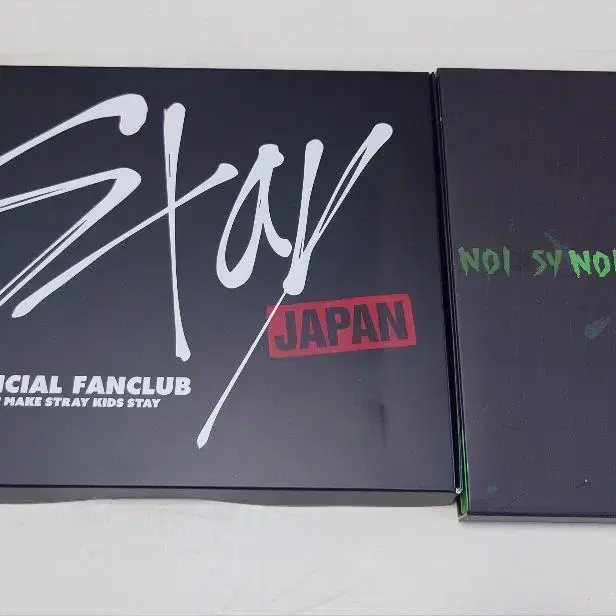 Stay
JAPAN
ICIAL FANCLUB
MAKE STRAY KIDS STAY
NOI SY NOI